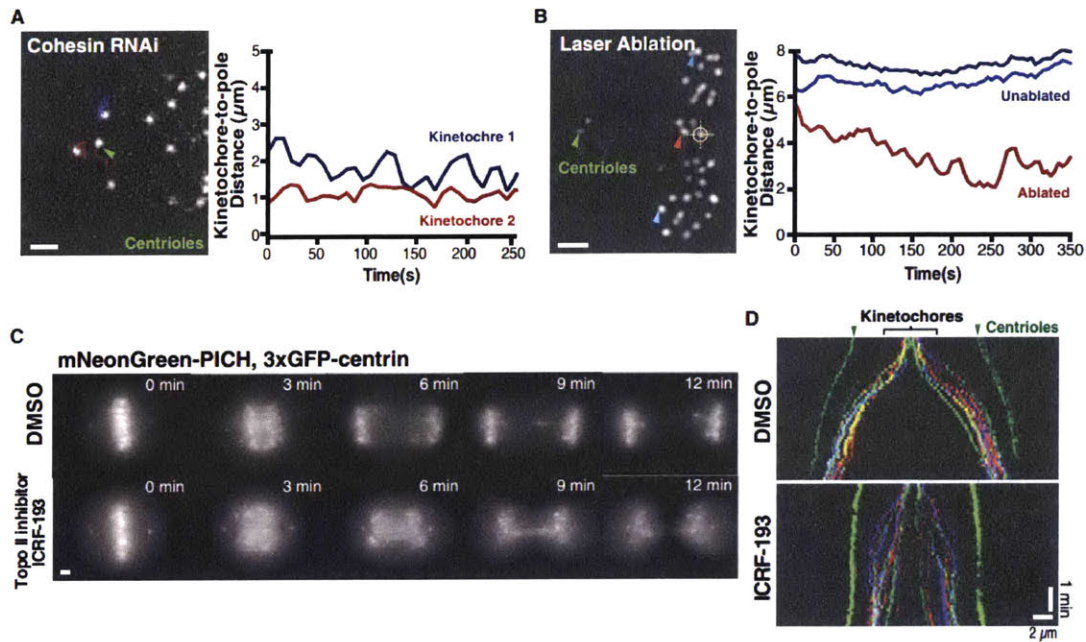 A
Cohesin RNAi
Centrioles
Kinetochore-to-pole
Distance (µm)
5
4
3
2
1
0
Kinetochre 1
Kinetochore 2
0 50 100 150 200 250
Time(s)
B
Laser Ablation
Centrioles
Kinetochore-to-pole
Distance (µm)
8
6
4
2
0
Unablated
Ablated
0 50 100 150 200 250 300 350
Time(s)
C
mNeonGreen-PICH, 3xGFP-centrin
DMSO
0 min 3 min 6 min 9 min 12 min
Topo II inhibitor
ICRF-193
0 min 3 min 6 min 9 min 12 min
D
Kinetochores
Centrioles
DMSO
ICRF-193
1 min
2 µm